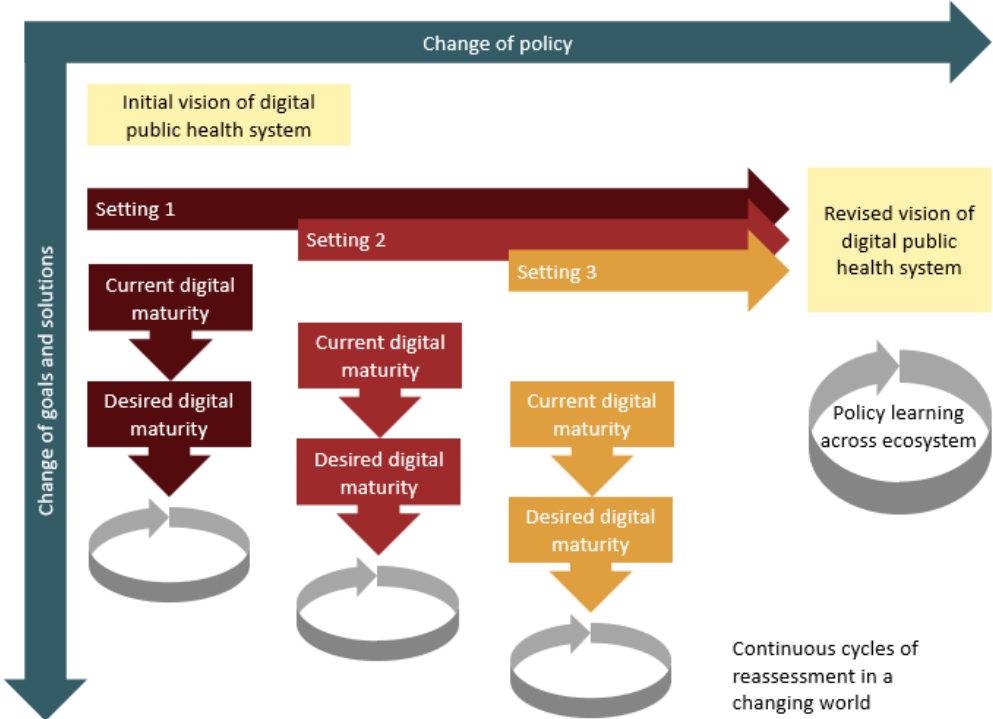 Change of policy
Initial vision of digital
public health system
Setting 1
Setting 2
Setting 3
Revised vision of
digital public
health system
Change of goals and solutions
Current digital
maturity
Desired digital
maturity
Current digital
maturity
Desired digital
maturity
Current digital
maturity
Desired digital
maturity
Policy learning
across ecosystem
Continuous cycles of
reassessment in a
changing world